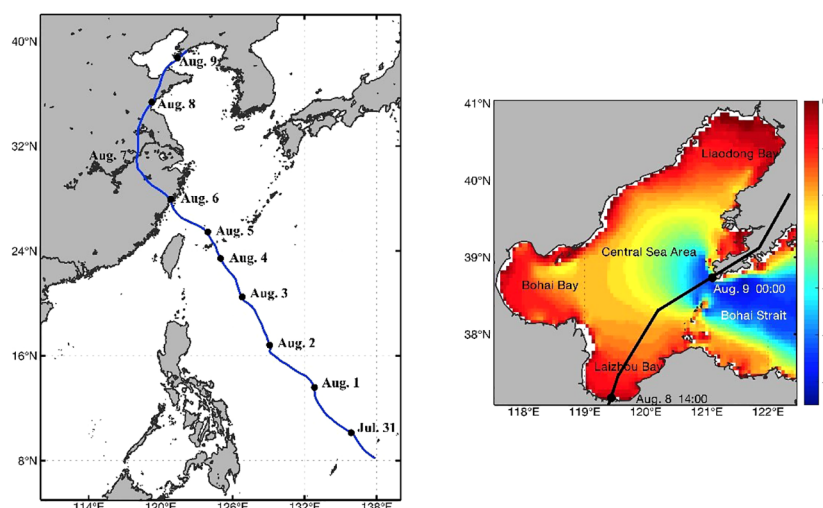 40°N
32°N
24°N
16°N
8°N
114°E
126°E
132°E
138°E
Aug. 9
Aug. 8
Aug. 7
Aug. 6
Aug. 5
Aug. 4
Aug. 3
Aug. 2
Aug. 1
Jul. 31
41°N
40°N
39°N
38°N
118°E
119°E
120°E
121°E
122°E
Liaodong Bay
Central Sea Area
Bohai Bay
Aug. 9 00:00
Bohai Strait
Laizhou Bay
Aug. 8 14:00